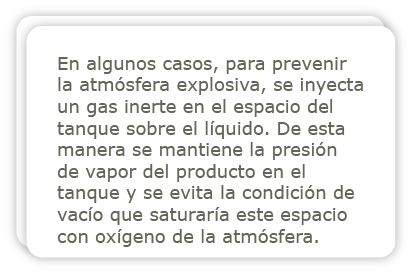 En algunos casos, para prevenir
la atmósfera explosiva, se inyecta
un gas inerte en el espacio del
tanque sobre el líquido. De esta
manera se mantiene la presión
de vapor del producto en el
tanque y se evita la condición de
vacío que saturaría este espacio
con oxígeno de la atmósfera.